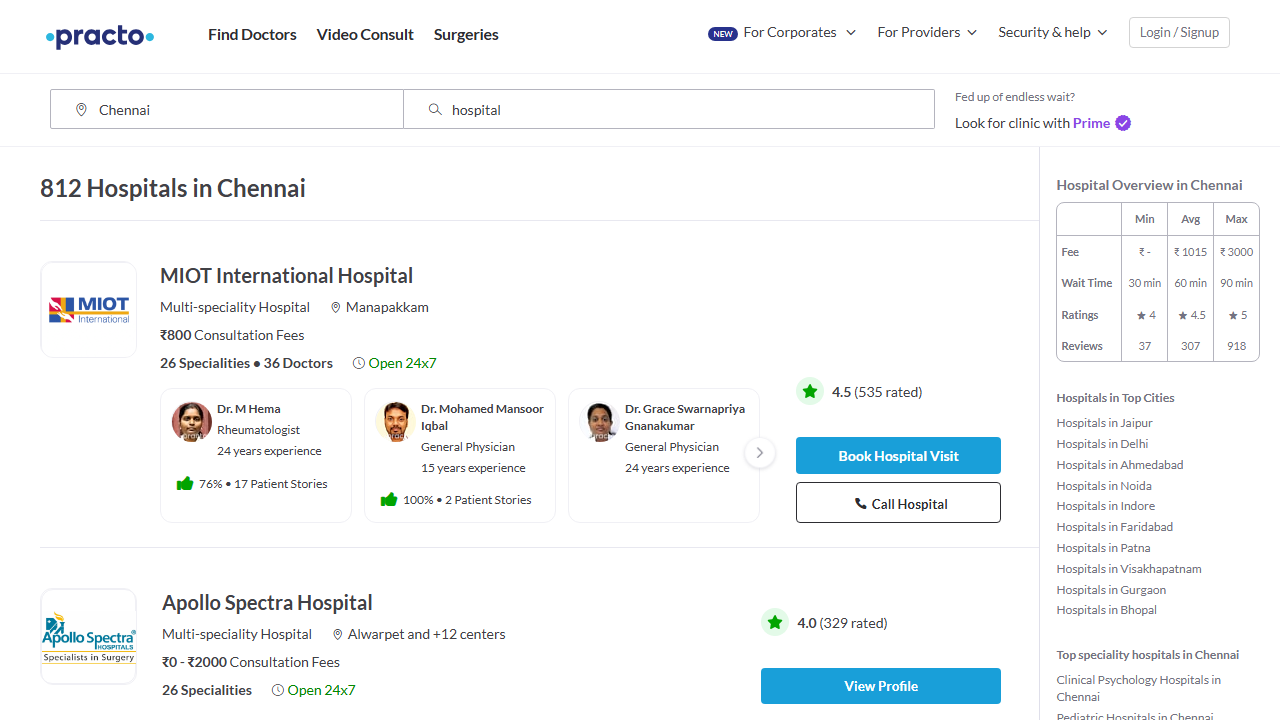 practo
Find Doctors
Video Consult
Surgeries
NEW For Corporates
For Providers
Security & help
Login / Signup
Chennai
hospital
Fed up of endless wait?
Look for clinic with Prime
812 Hospitals in Chennai
MIOT
International
MIOT International Hospital
Multi-speciality Hospital
Manapakkam
₹800 Consultation Fees
26 Specialities • 36 Doctors
Open 24x7
Dr. M Hema
Rheumatologist
24 years experience
76% • 17 Patient Stories
Dr. Mohamed Mansoor
Iqbal
General Physician
15 years experience
100% • 2 Patient Stories
Dr. Grace Swarnapriya
Gnanakumar
General Physician
24 years experience
4.5 (535 rated)
Book Hospital Visit
Call Hospital
Apollo Spectra
HOSPITALS
Specialists in Surgery
Apollo Spectra Hospital
Multi-speciality Hospital
Alwarpet and +12 centers
₹0 - ₹2000 Consultation Fees
26 Specialities
Open 24x7
4.0 (329 rated)
View Profile
Hospital Overview in Chennai
Min Avg Max
Fee ₹ - ₹ 1015 ₹ 3000
Wait Time 30 min 60 min 90 min
Ratings ★ 4 ★ 4.5 ★ 5
Reviews 37 307 918
Hospitals in Top Cities
Hospitals in Jaipur
Hospitals in Delhi
Hospitals in Ahmedabad
Hospitals in Noida
Hospitals in Indore
Hospitals in Faridabad
Hospitals in Patna
Hospitals in Visakhapatnam
Hospitals in Gurgaon
Hospitals in Bhopal
Top speciality hospitals in Chennai
Clinical Psychology Hospitals in
Chennai
Pediatric Hospitals in Chennai